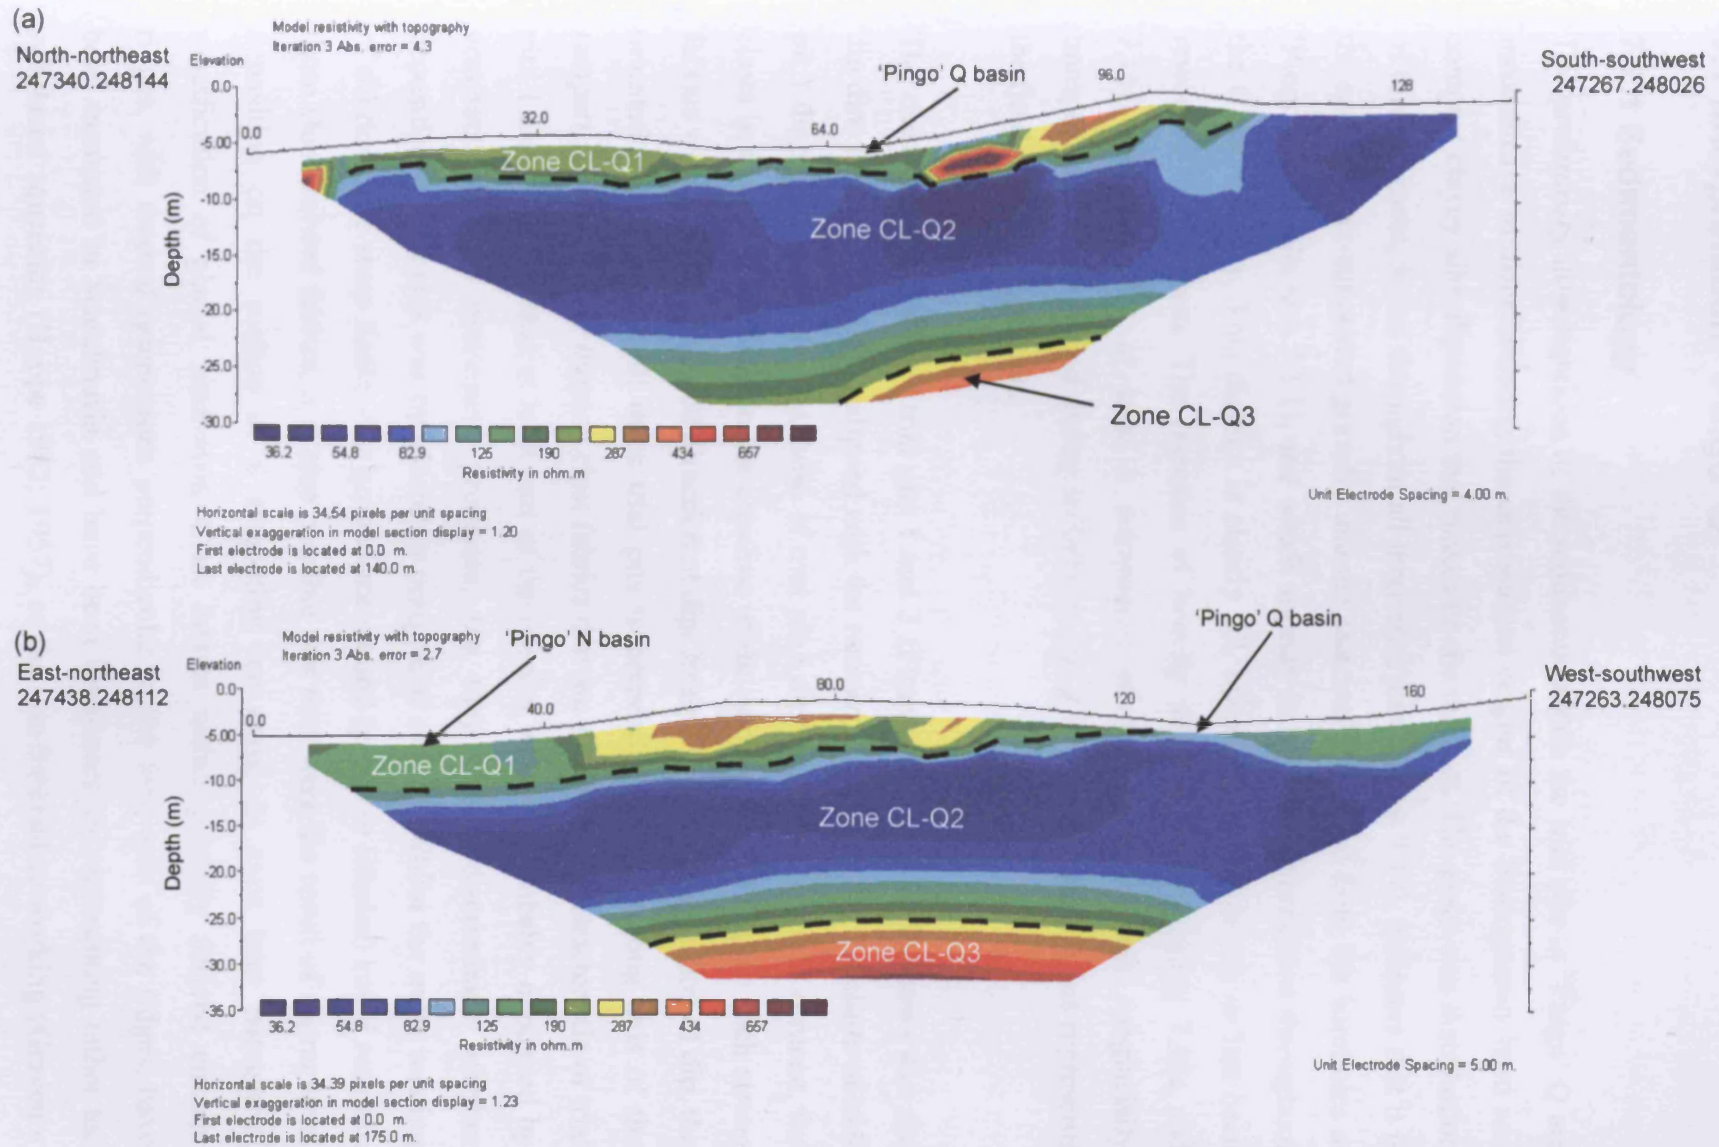 (a)
Model resistivity with topography
Iteration 3 Abs. error = 4.3
North-northeast
247340.248144
Elevation
'Pingo' Q basin
South-southwest
247267.248026
0.0
-5.00
-10.0
-15.0
-20.0
-25.0
-30.0
Depth (m)
0.0
32.0
64.0
96.0
128
Zone CL-Q1
Zone CL-Q2
Zone CL-Q3
36.2 54.8 82.9 125 190 287 434 657
Resistivity in ohm.m
Unit Electrode Spacing = 4.00 m.
Horizontal scale is 34.54 pixels per unit spacing
Vertical exaggeration in model section display = 1.20
First electrode is located at 0.0 m.
Last electrode is located at 140.0 m.
(b)
Model resistivity with topography
Iteration 3 Abs. error = 2.7
'Pingo' N basin
'Pingo' Q basin
East-northeast
247438.248112
Elevation
West-southwest
247263.248075
0.0
-5.00
-10.0
-15.0
-20.0
-25.0
-30.0
-35.0
Depth (m)
0.0
40.0
80.0
120
160
Zone CL-Q1
Zone CL-Q2
Zone CL-Q3
36.2 54.8 82.9 125 190 287 434 657
Resistivity in ohm.m
Unit Electrode Spacing = 5.00 m.
Horizontal scale is 34.39 pixels per unit spacing
Vertical exaggeration in model section display = 1.23
First electrode is located at 0.0 m.
Last electrode is located at 175.0 m.